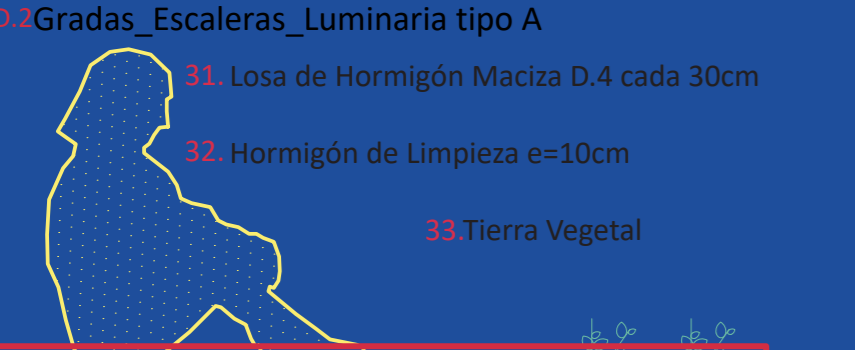 D.2Gradas_Escaleras_Luminaria tipo A
31. Losa de Hormigón Maciza D.4 cada 30cm
32. Hormigón de Limpieza e=10cm
33.Tierra Vegetal